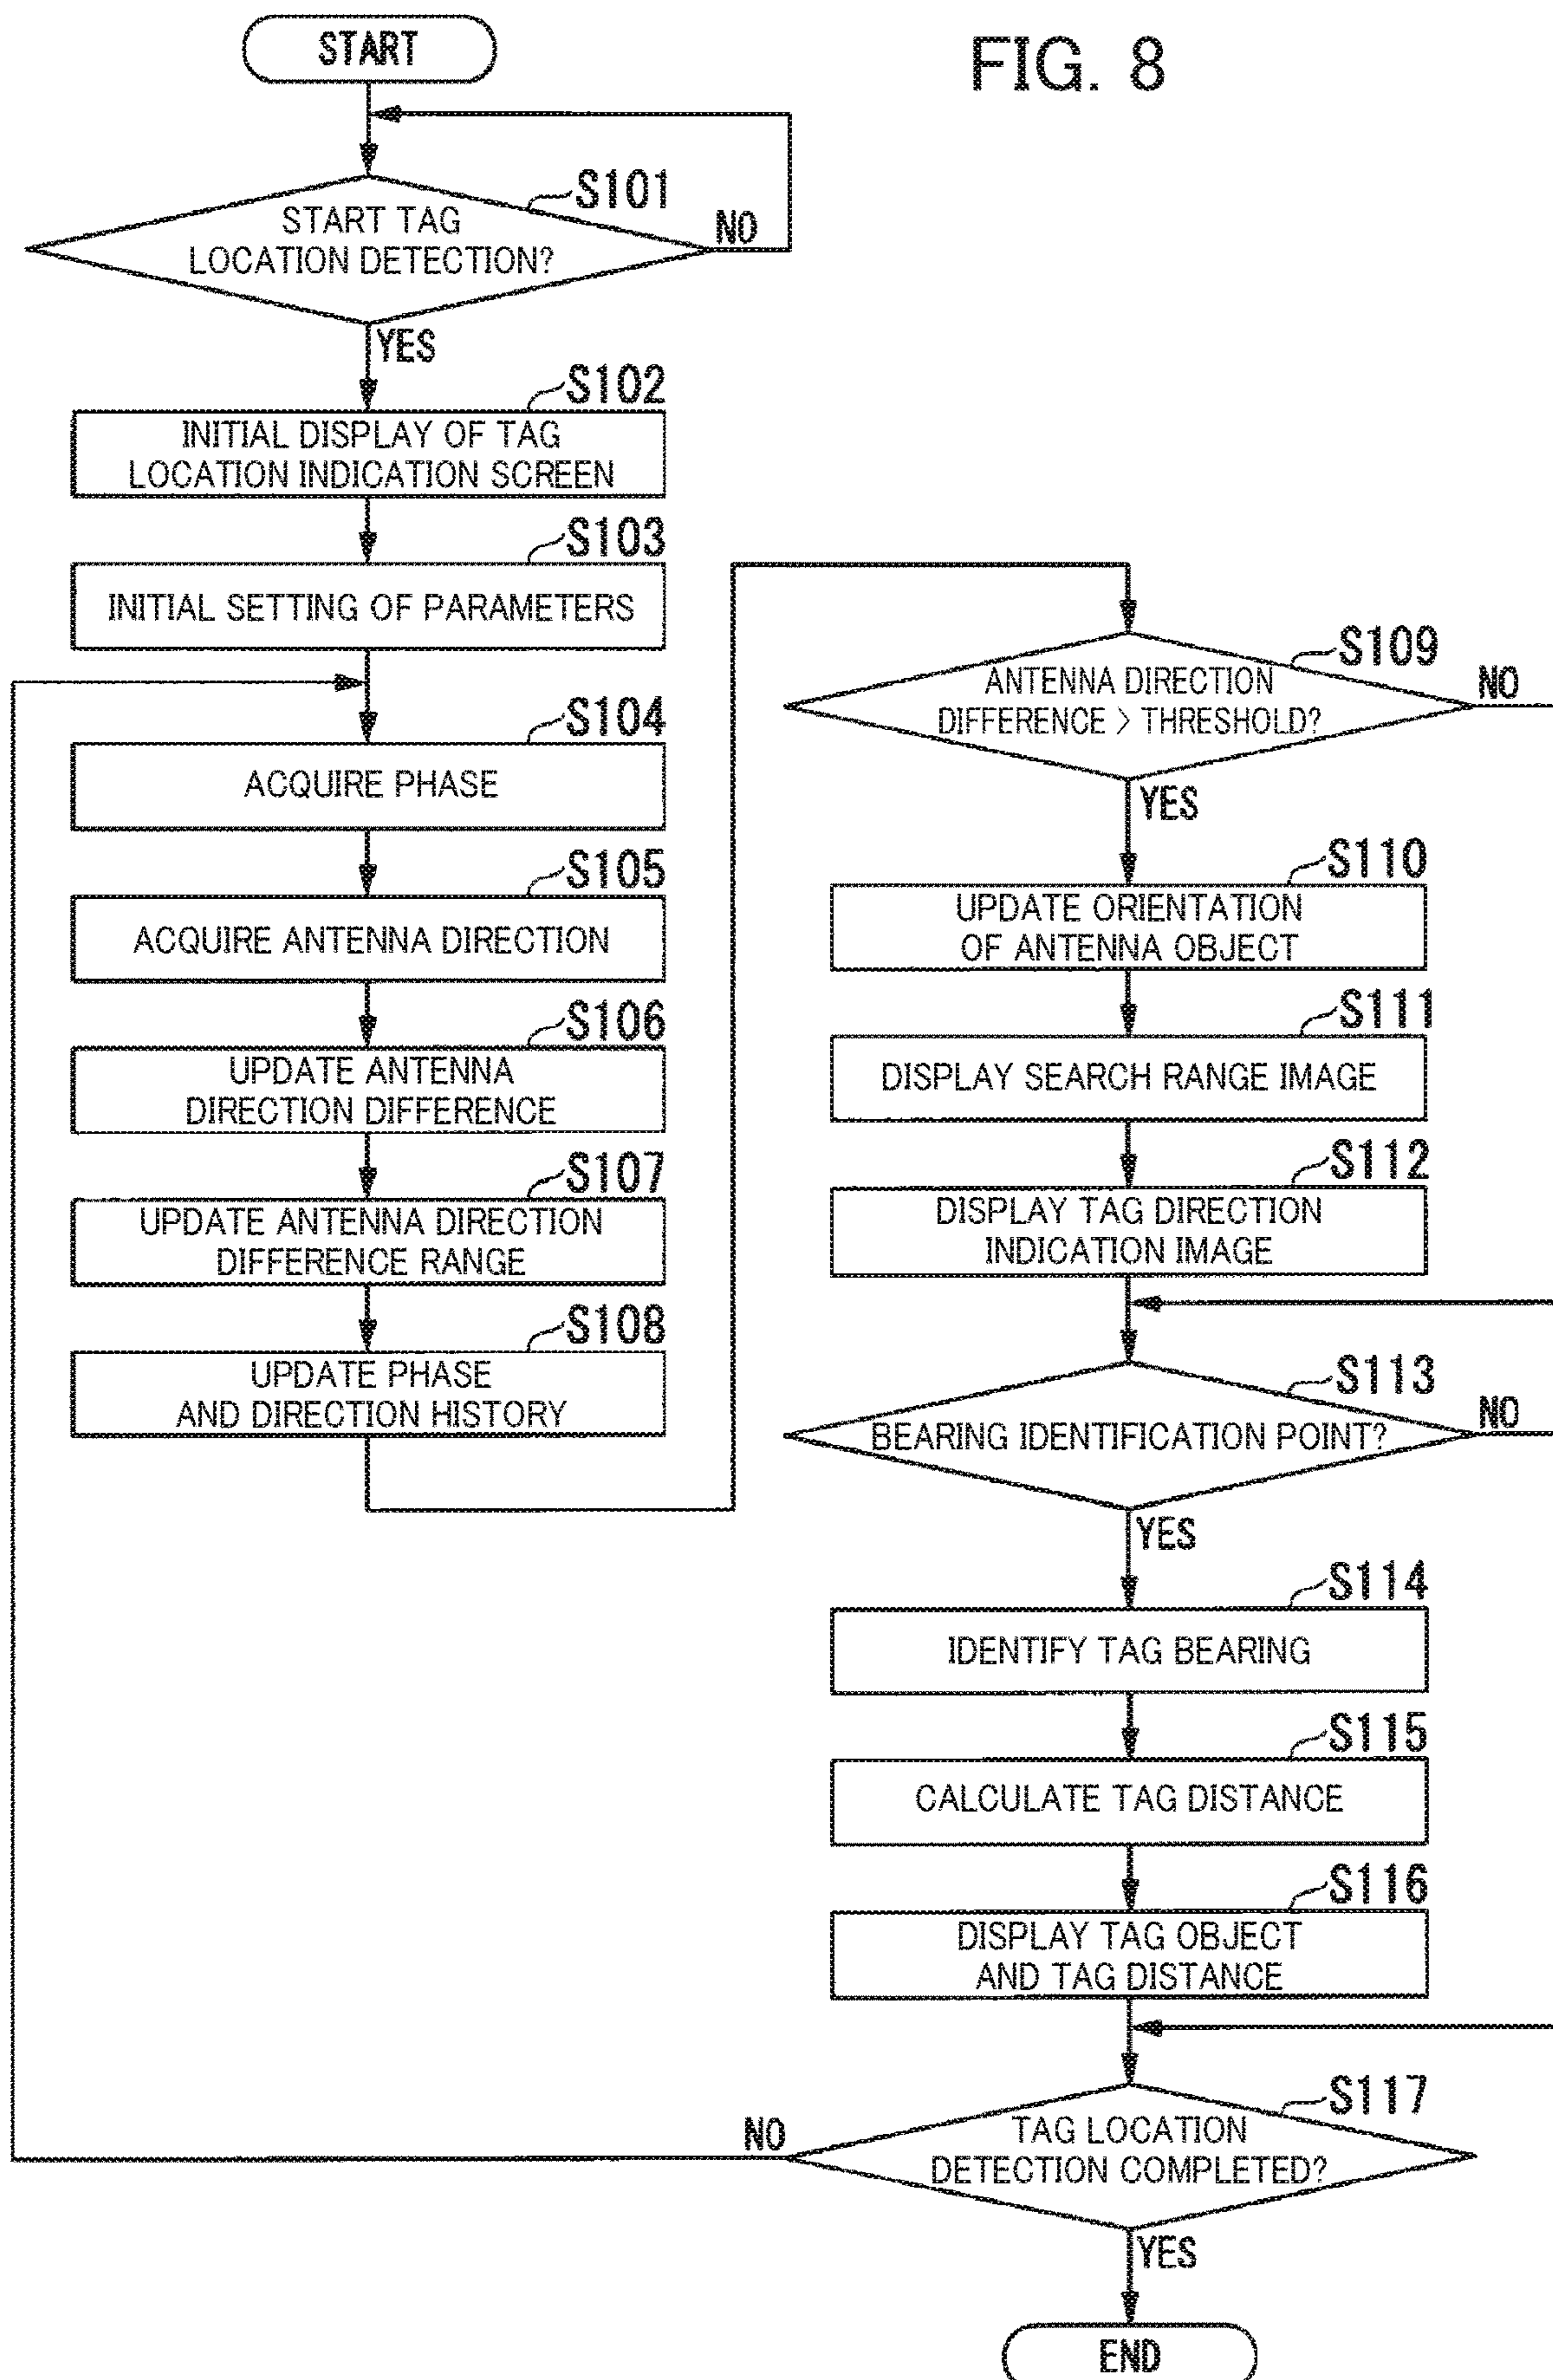 FIG. 8
START
S101
START TAG
LOCATION DETECTION?
NO
YES
S102
INITIAL DISPLAY OF TAG
LOCATION INDICATION SCREEN
S103
INITIAL SETTING OF PARAMETERS
S104
ACQUIRE PHASE
S105
ACQUIRE ANTENNA DIRECTION
S106
UPDATE ANTENNA
DIRECTION DIFFERENCE
S107
UPDATE ANTENNA DIRECTION
DIFFERENCE RANGE
S108
UPDATE PHASE
AND DIRECTION HISTORY
S109
ANTENNA DIRECTION
DIFFERENCE > THRESHOLD?
NO
YES
S110
UPDATE ORIENTATION
OF ANTENNA OBJECT
S111
DISPLAY SEARCH RANGE IMAGE
S112
DISPLAY TAG DIRECTION
INDICATION IMAGE
S113
BEARING IDENTIFICATION POINT?
NO
YES
S114
IDENTIFY TAG BEARING
S115
CALCULATE TAG DISTANCE
S116
DISPLAY TAG OBJECT
AND TAG DISTANCE
S117
TAG LOCATION
DETECTION COMPLETED?
NO
YES
END